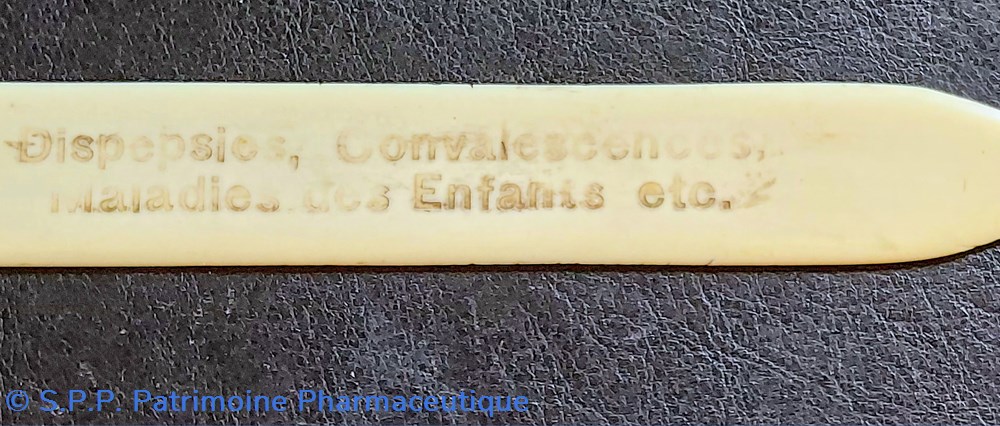 Dispepsies, Convalescences,
Maladies des Enfants etc.
© S.P.P. Patrimoine Pharmaceutique